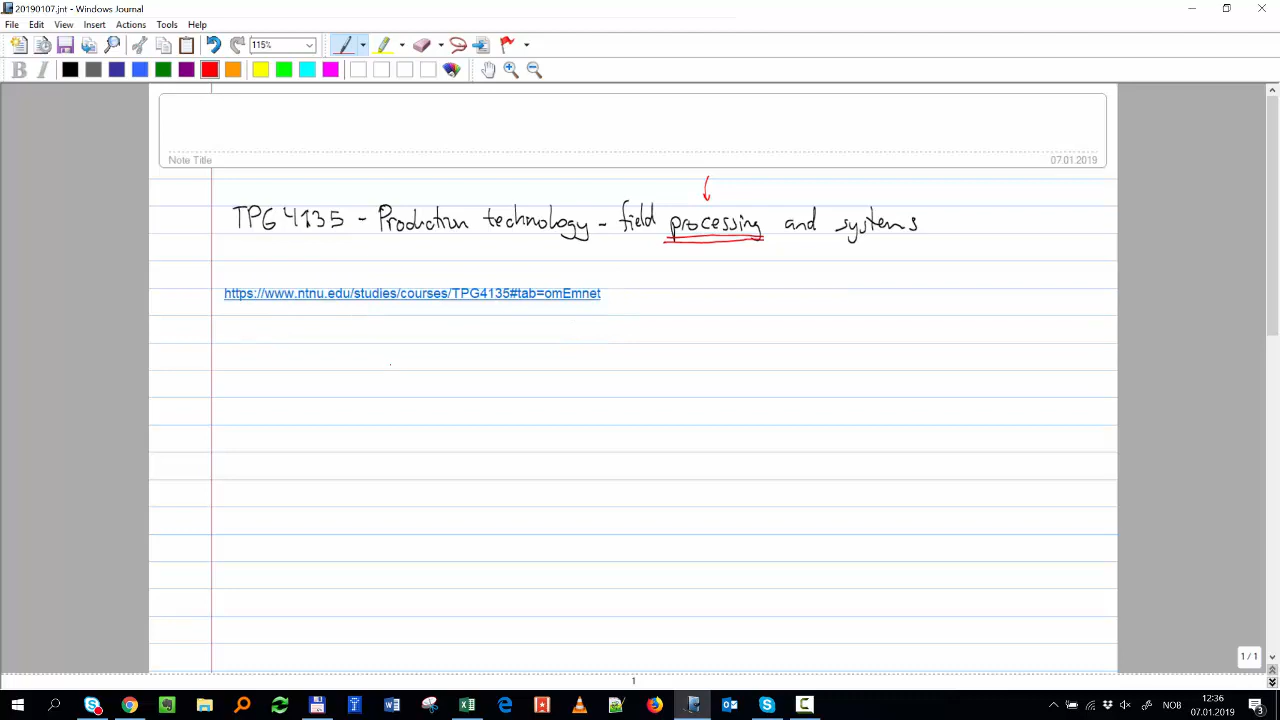 20190107.jnt - Windows Journal
File Edit View Insert Actions Tools Help
115%
B I
Note Title
07.01.2019
TPG 4135 - Production technology - field processing and systems
https://www.ntnu.edu/studies/courses/TPG4135#tab=omEmnet
1 / 1
1
NOB
12:36
07.01.2019
3